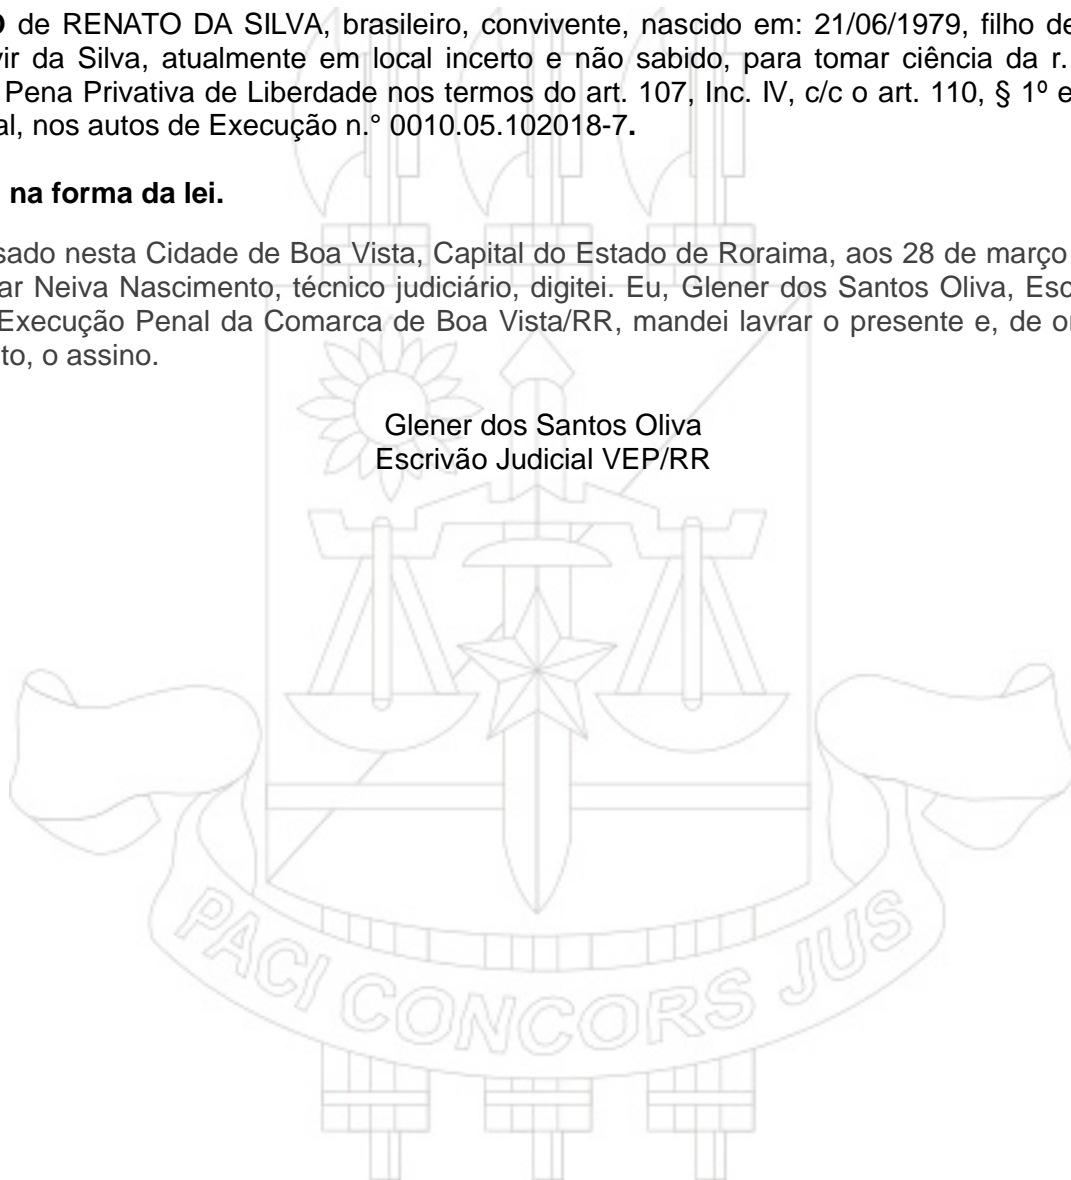 O de RENATO DA SILVA, brasileiro, convivente, nascido em: 21/06/1979, filho de
vir da Silva, atualmente em local incerto e não sabido, para tomar ciência da r.
Pena Privativa de Liberdade nos termos do art. 107, Inc. IV, c/c o art. 110, § 1º e
al, nos autos de Execução n.° 0010.05.102018-7.
na forma da lei.
sado nesta Cidade de Boa Vista, Capital do Estado de Roraima, aos 28 de março
ar Neiva Nascimento, técnico judiciário, digitei. Eu, Glener dos Santos Oliva, Esc
Execução Penal da Comarca de Boa Vista/RR, mandei lavrar o presente e, de or
to, o assino.
Glener dos Santos Oliva
Escrivão Judicial VEP/RR
PACI CONCORS JUS